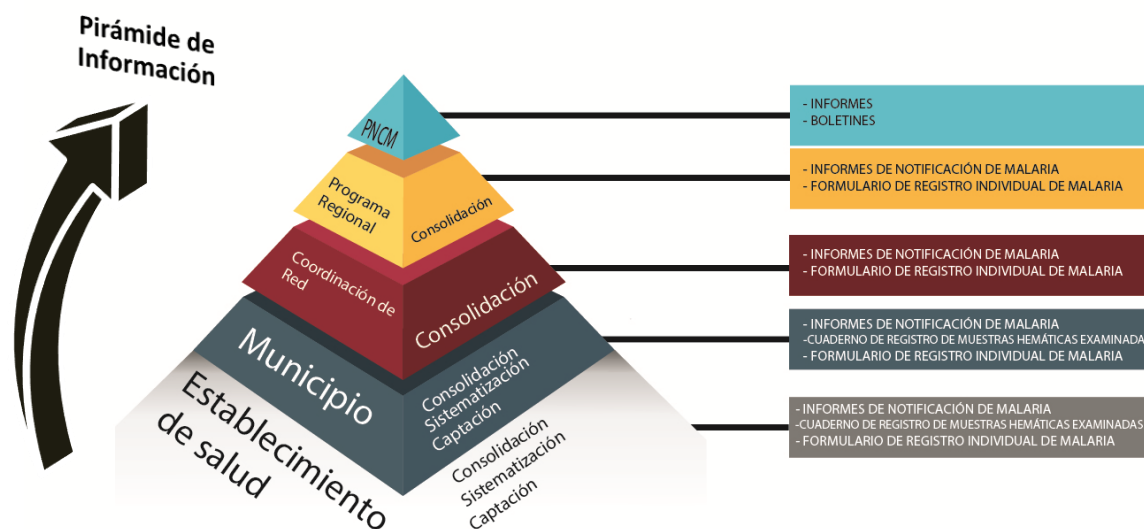 Pirámide de
Información
PNCM
- INFORMES
- BOLETINES
Programa
Regional
Consolidación
- INFORMES DE NOTIFICACIÓN DE MALARIA
- FORMULARIO DE REGISTRO INDIVIDUAL DE MALARIA
Coordinación de
Red
Consolidación
- INFORMES DE NOTIFICACIÓN DE MALARIA
- FORMULARIO DE REGISTRO INDIVIDUAL DE MALARIA
Municipio
Consolidación
Sistematización
Captación
- INFORMES DE NOTIFICACIÓN DE MALARIA
-CUADERNO DE REGISTRO DE MUESTRAS HEMÁTICAS EXAMINADA
- FORMULARIO DE REGISTRO INDIVIDUAL DE MALARIA
Establecimiento
de salud
Consolidación
Sistematización
Captación
- INFORMES DE NOTIFICACIÓN DE MALARIA
-CUADERNO DE REGISTRO DE MUESTRAS HEMÁTICAS EXAMINADAS
- FORMULARIO DE REGISTRO INDIVIDUAL DE MALARIA